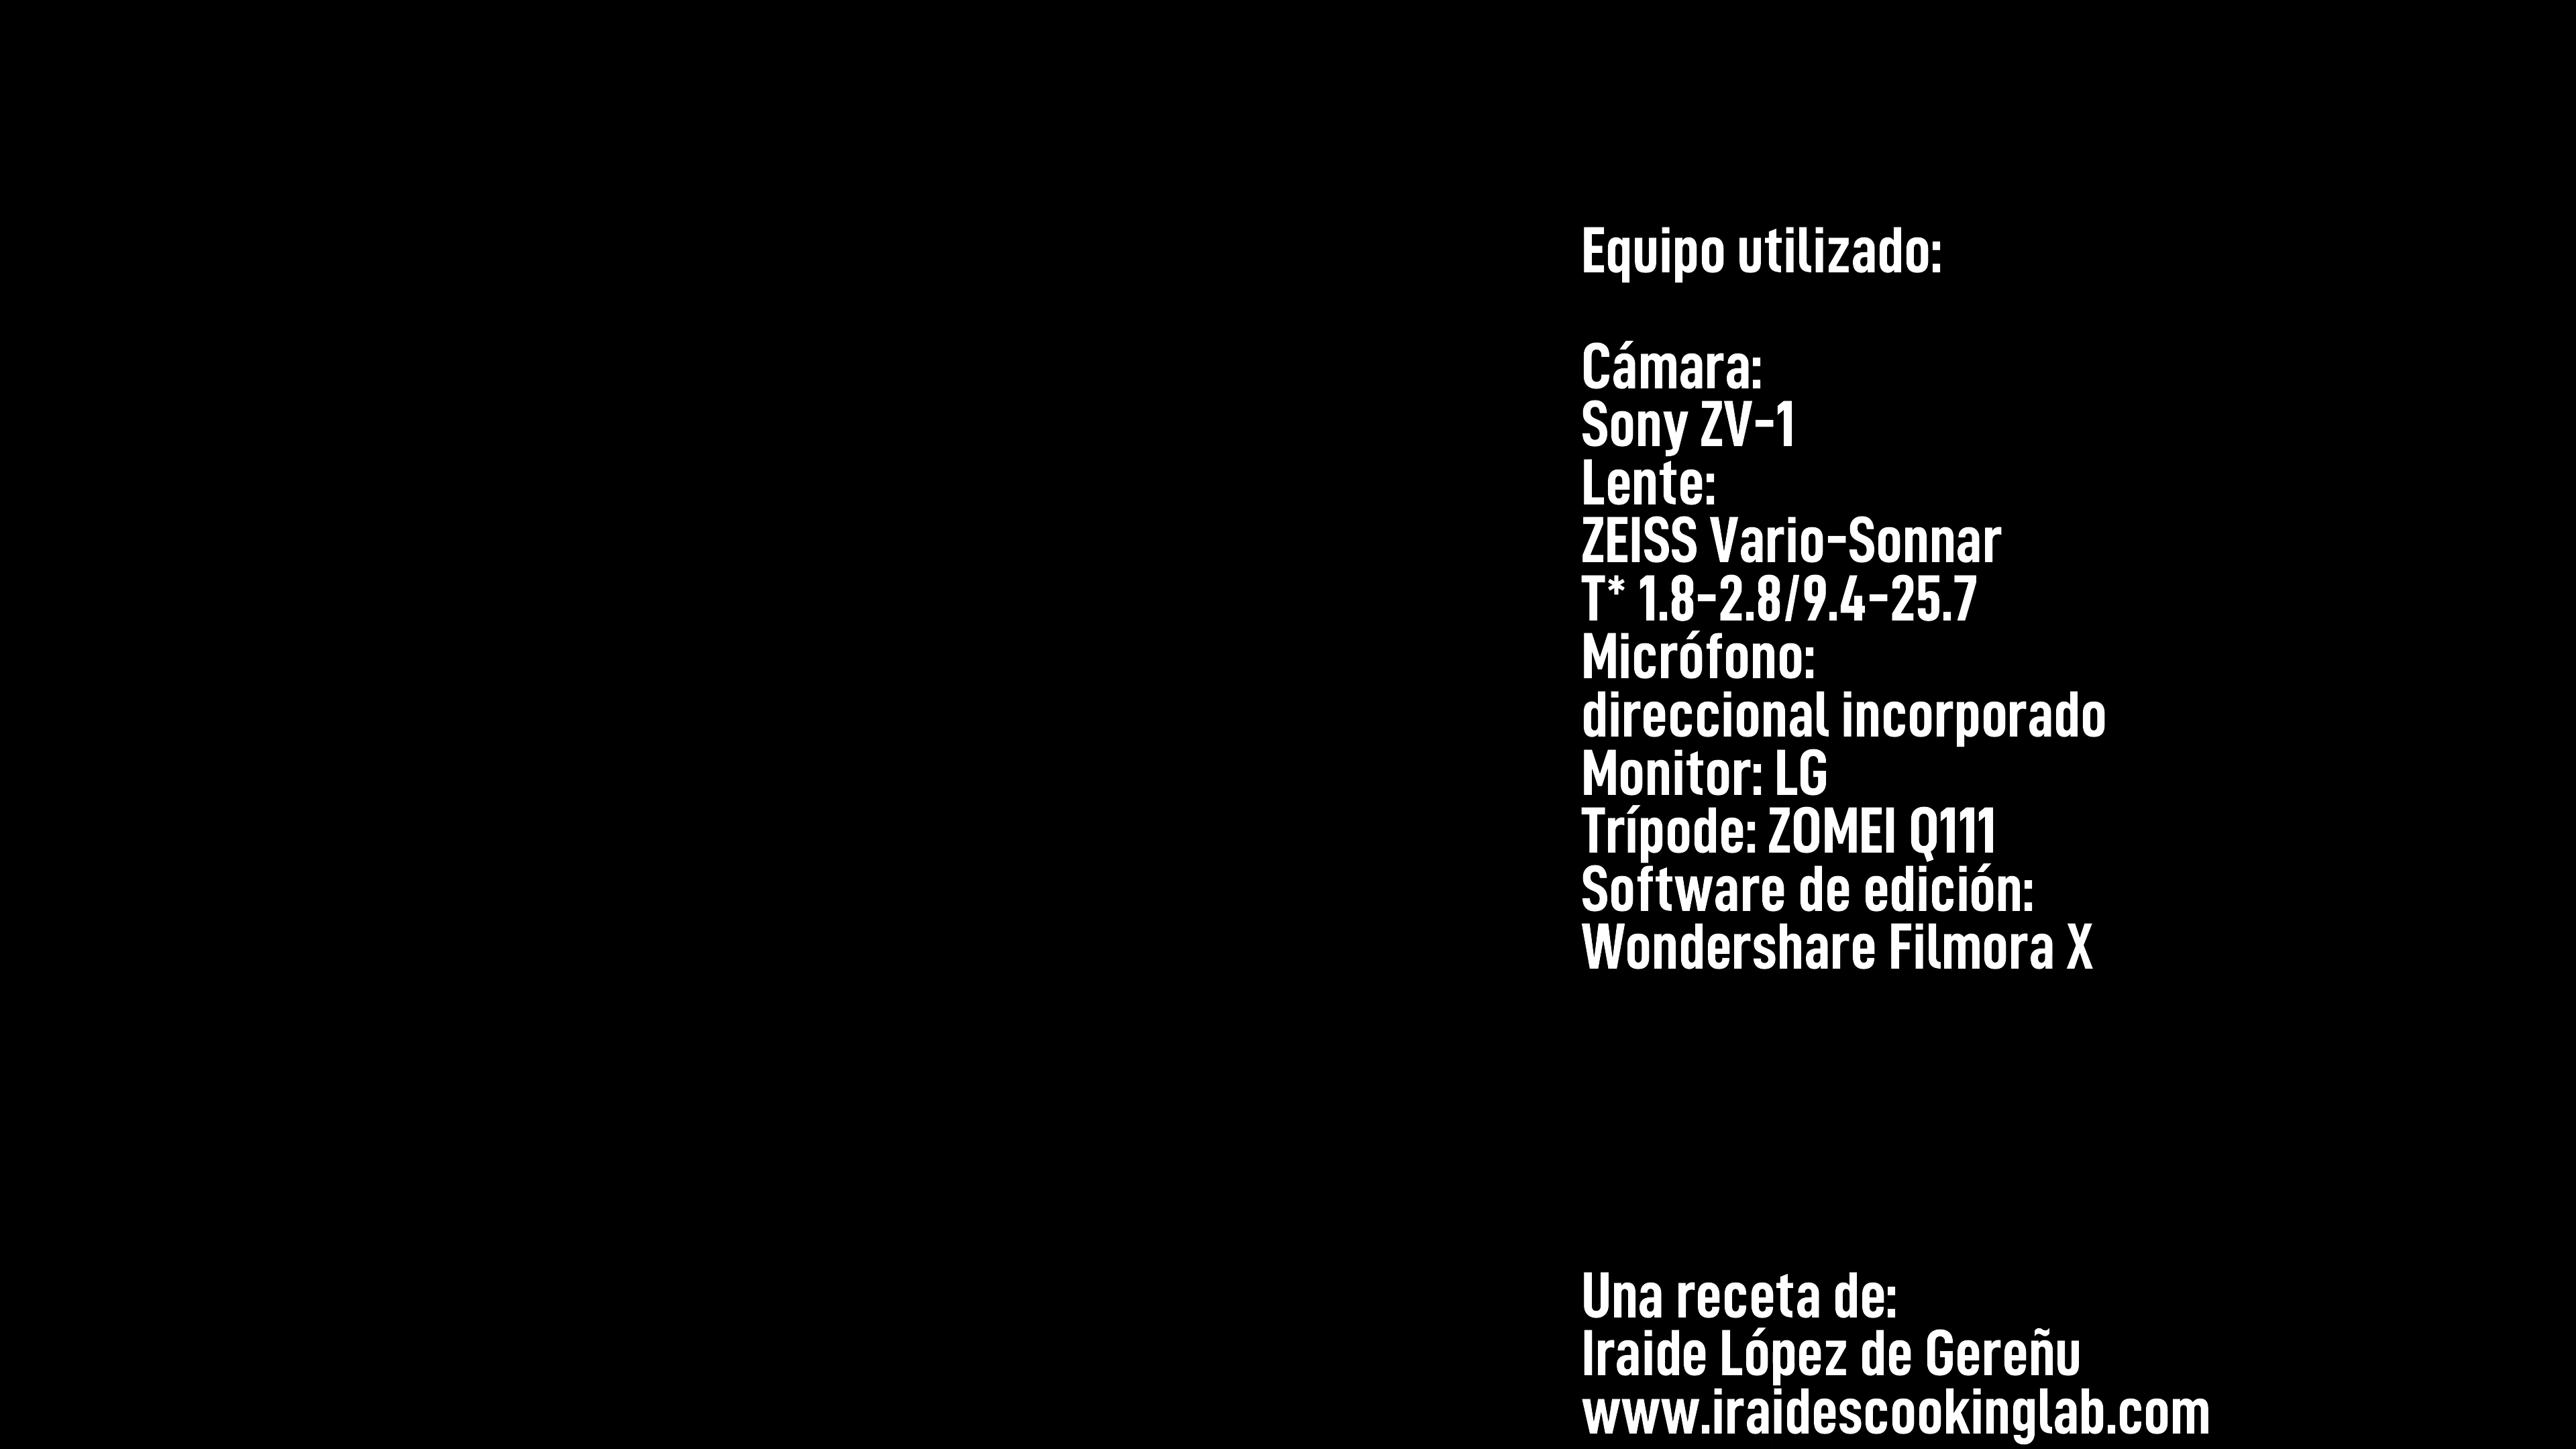 Equipo utilizado:
Cámara:
Sony ZV-1
Lente:
ZEISS Vario-Sonnar
T* 1.8-2.8/9.4-25.7
Micrófono:
direccional incorporado
Monitor: LG
Trípode: ZOMEI Q111
Software de edición:
Wondershare Filmora X
Una receta de:
Iraide López de Gereñu
www.iraidescookinglab.com